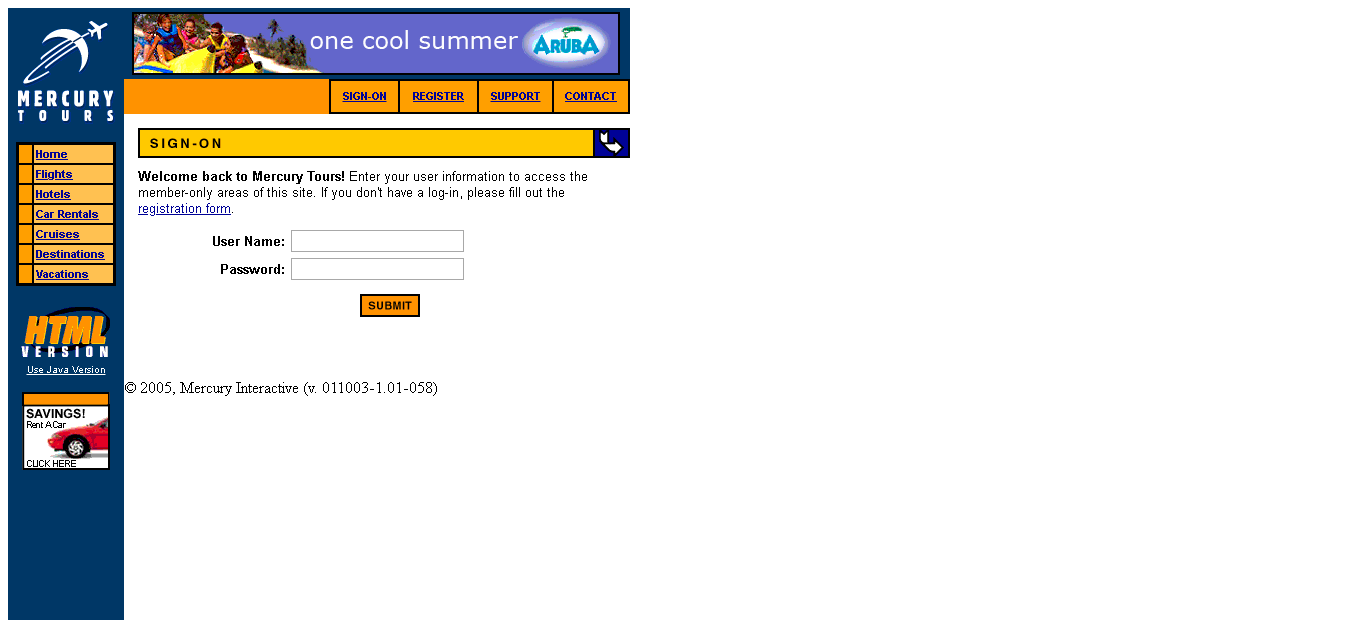 MERCURY
TOURS
one cool summer
ARUBA
SIGN-ON
REGISTER
SUPPORT
CONTACT
Home
Flights
Hotels
Car Rentals
Cruises
Destinations
Vacations
HTML
VERSION
Use Java Version
SAVINGS!
Rent A Car
CLICK HERE
SIGN-ON
Welcome back to Mercury Tours! Enter your user information to access the
member-only areas of this site. If you don't have a log-in, please fill out the
registration form.
User Name:
Password:
SUBMIT
© 2005, Mercury Interactive (v. 011003-1.01-058)